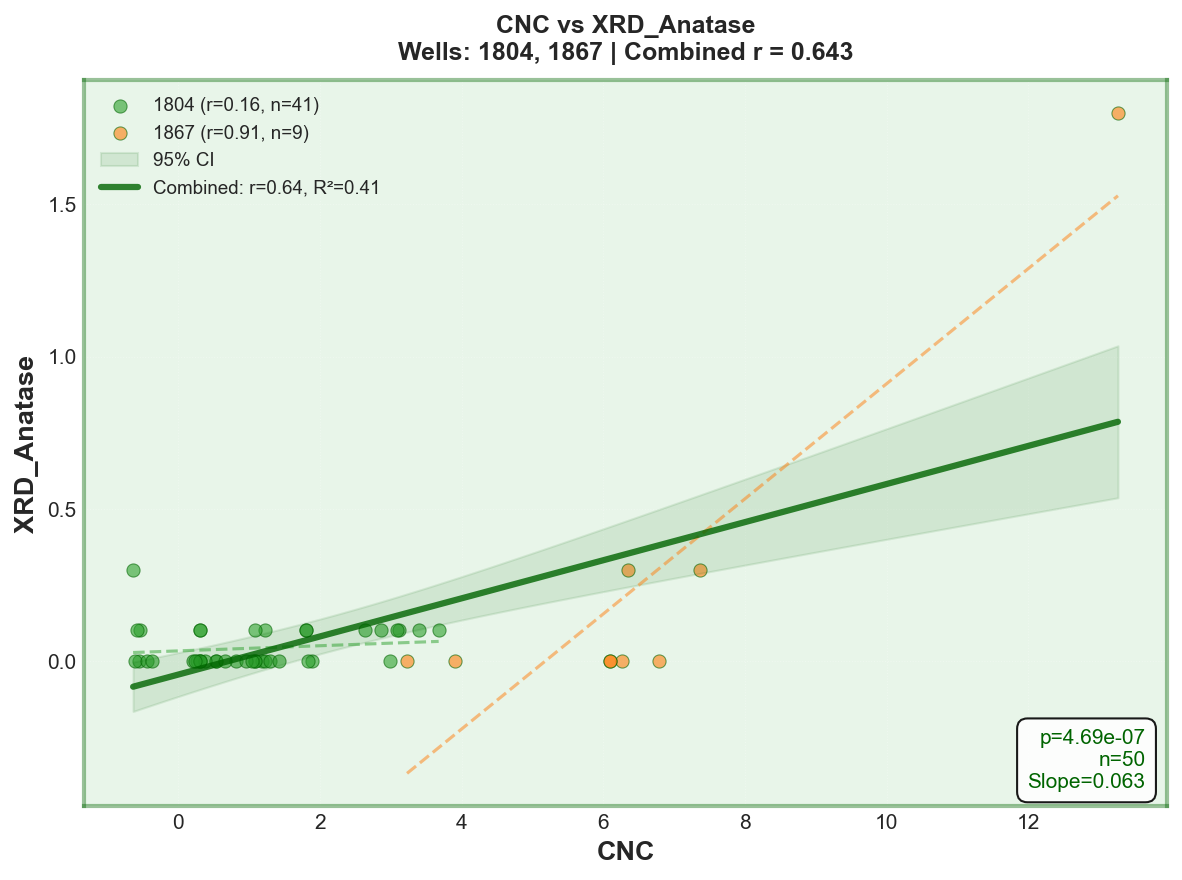 CNC vs XRD_Anatase
Wells: 1804, 1867 | Combined r = 0.643
1804 (r=0.16, n=41)
1867 (r=0.91, n=9)
95% CI
Combined: r=0.64, R²=0.41
XRD_Anatase
1.5
1.0
0.5
0.0
p=4.69e-07
n=50
Slope=0.063
0
2
4
6
8
10
12
CNC